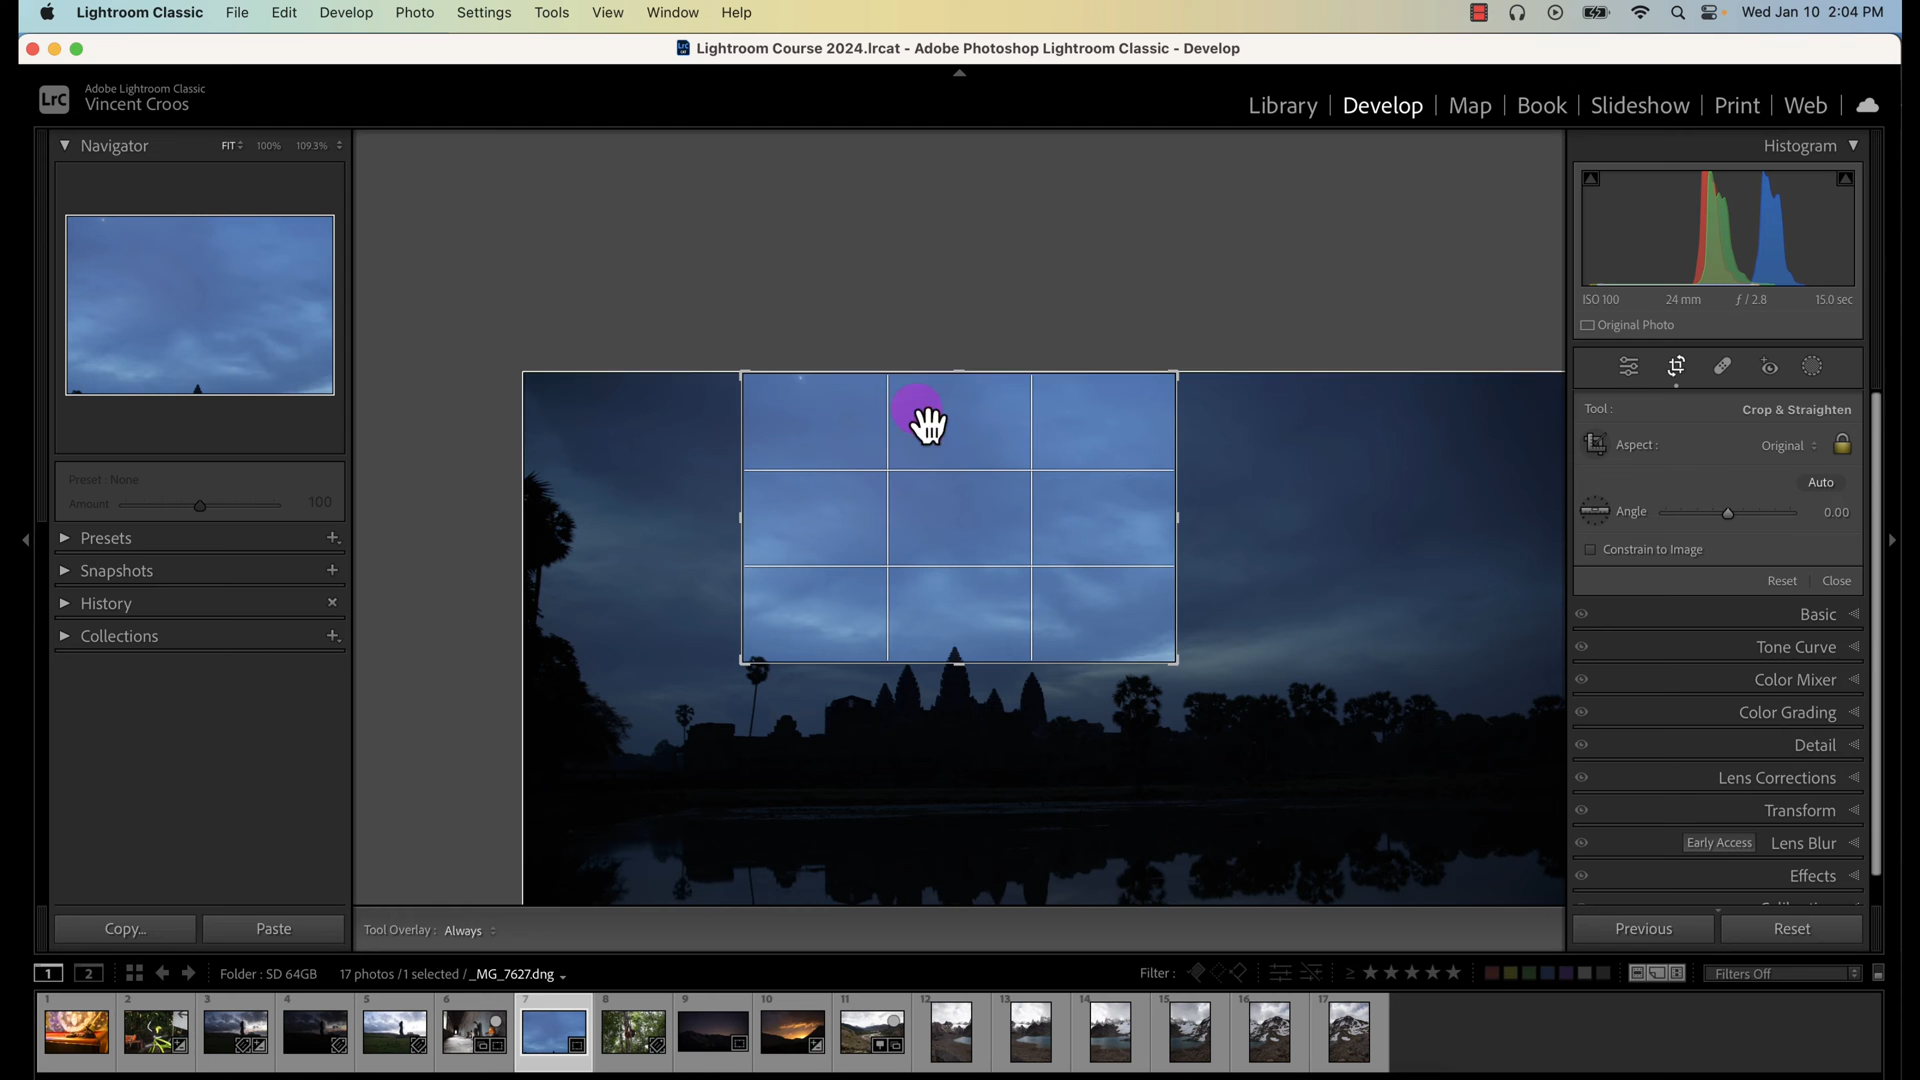 Lightroom Classic File Edit Develop Photo Settings Tools View Window Help Wed Jan 10 2:04 PM
Lightroom Course 2024.lrcat - Adobe Photoshop Lightroom Classic - Develop
LrC Adobe Lightroom Classic
Vincent Croos
Library | Develop | Map | Book | Slideshow | Print | Web
Navigator FIT 100% 109.3%
Histogram
ISO 100 24 mm ƒ / 2.8 15.0 sec
Original Photo
Tool : Crop & Straighten
Aspect : Original
Auto
Angle 0.00
Constrain to Image
Reset Close
Preset : None
Amount 100
Presets
Snapshots
History
Collections
Basic
Tone Curve
Color Mixer
Color Grading
Detail
Lens Corrections
Transform
Early Access Lens Blur
Effects
Copy... Paste
Tool Overlay : Always
Previous Reset
1 2 Folder : SD 64GB 17 photos /1 selected /_MG_7627.dng
Filter : Filters Off
1 2 3 4 5 6 7 8 9 10 11 12 13 14 15 16 17